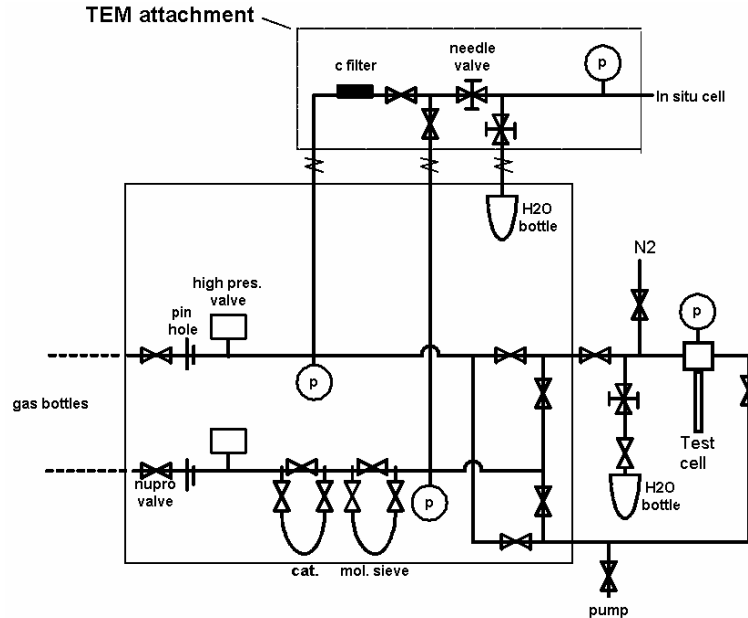 TEM attachment
c filter
needle
valve
p
In situ cell
H2O
bottle
N2
high pres.
valve
pin
hole
p
p
gas bottles
nupro
valve
p
Test
cell
H2O
bottle
cat.
mol. sieve
pump